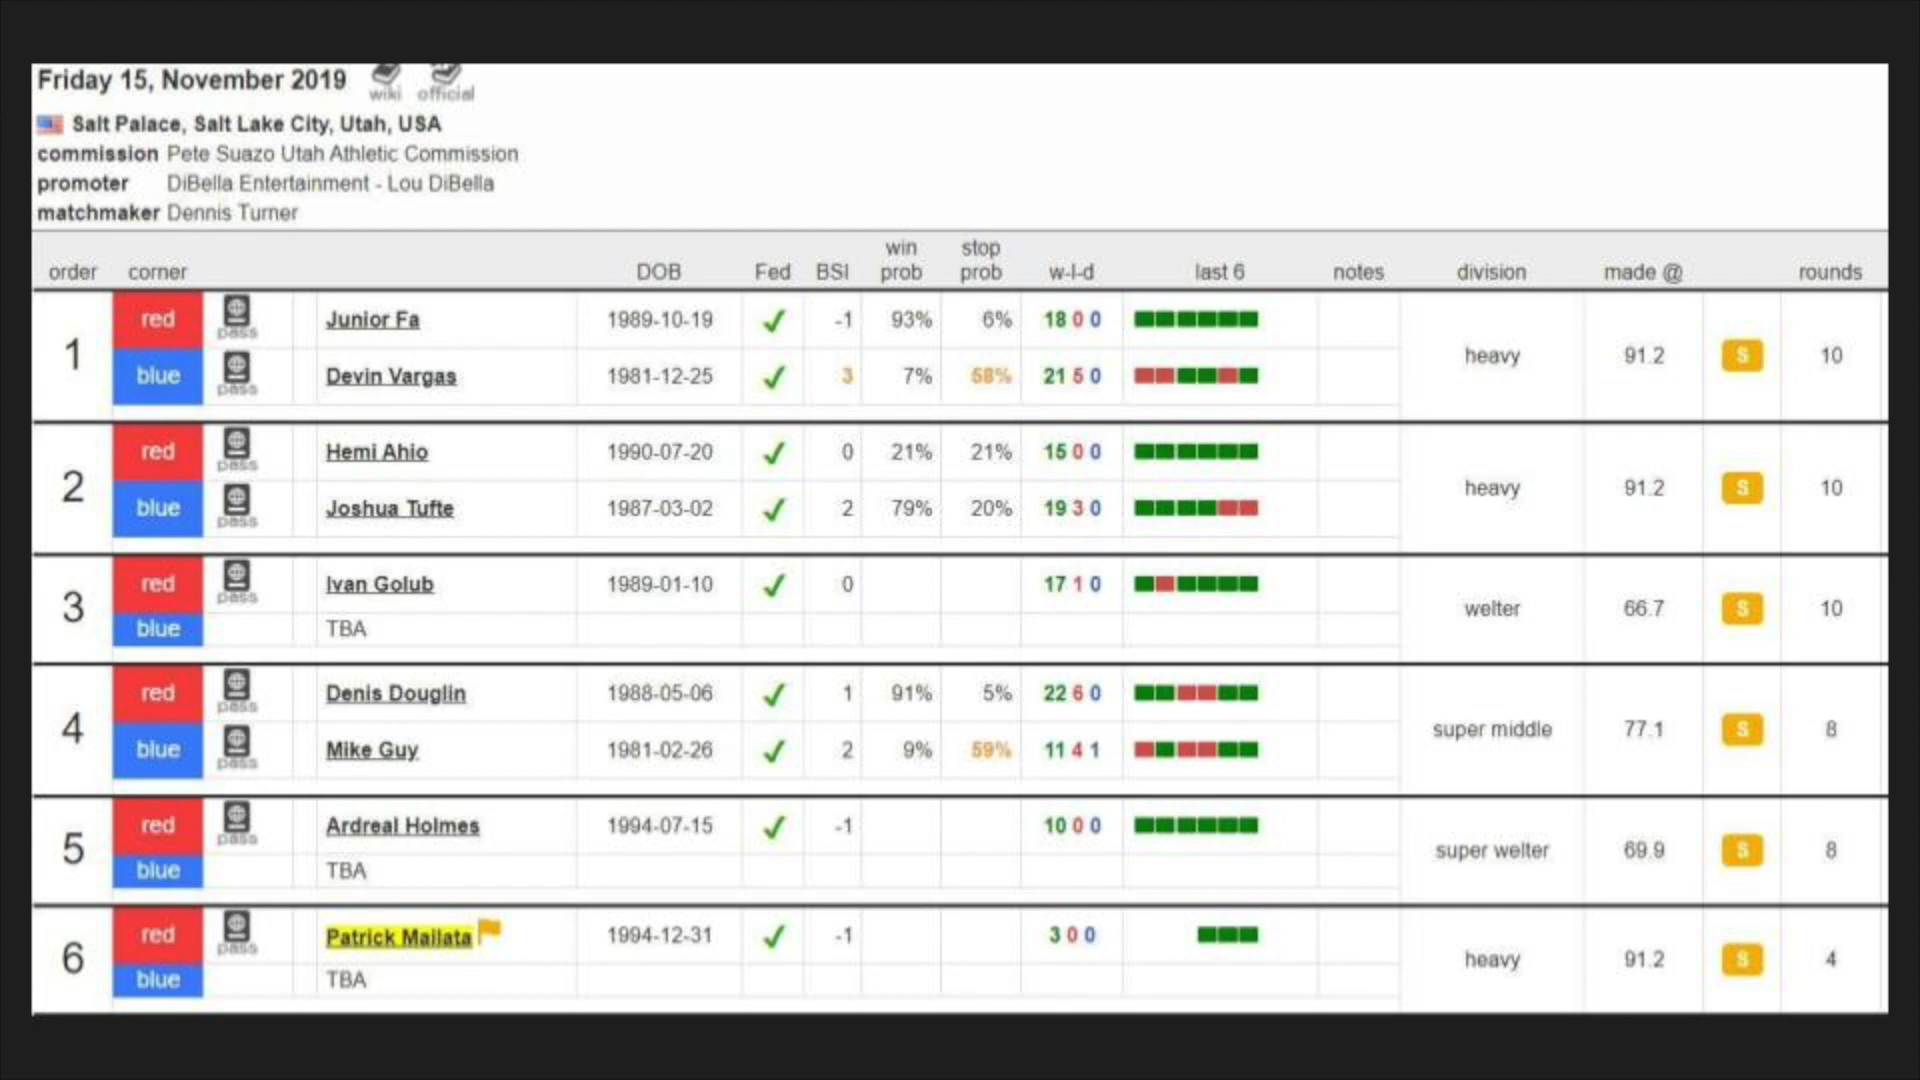 Friday 15, November 2019 wiki official
Salt Palace, Salt Lake City, Utah, USA
commission Pete Suazo Utah Athletic Commission
promoter DiBella Entertainment - Lou DiBella
matchmaker Dennis Turner
order corner DOB Fed BSI win prob stop prob w-l-d last 6 notes division made @ rounds
1 red pass Junior Fa 1989-10-19 -1 93% 6% 18 0 0 heavy 91.2 S 10
blue pass Devin Vargas 1981-12-25 3 7% 58% 21 5 0
2 red pass Hemi Ahio 1990-07-20 0 21% 21% 15 0 0 heavy 91.2 S 10
blue pass Joshua Tufte 1987-03-02 2 79% 20% 19 3 0
3 red pass Ivan Golub 1989-01-10 0 17 1 0 welter 66.7 S 10
blue TBA
4 red pass Denis Douglin 1988-05-06 1 91% 5% 22 6 0 super middle 77.1 S 8
blue pass Mike Guy 1981-02-26 2 9% 59% 11 4 1
5 red pass Ardreal Holmes 1994-07-15 -1 10 0 0 super welter 69.9 S 8
blue TBA
6 red pass Patrick Mailata 1994-12-31 -1 3 0 0 heavy 91.2 S 4
blue TBA